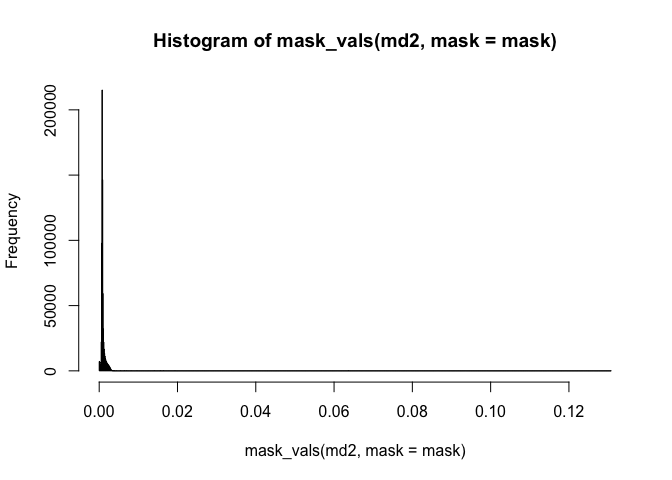 Histogram of mask_vals(md2, mask = mask)
Frequency
200000
100000
50000
0
0.00 0.02 0.04 0.06 0.08 0.10 0.12
mask_vals(md2, mask = mask)